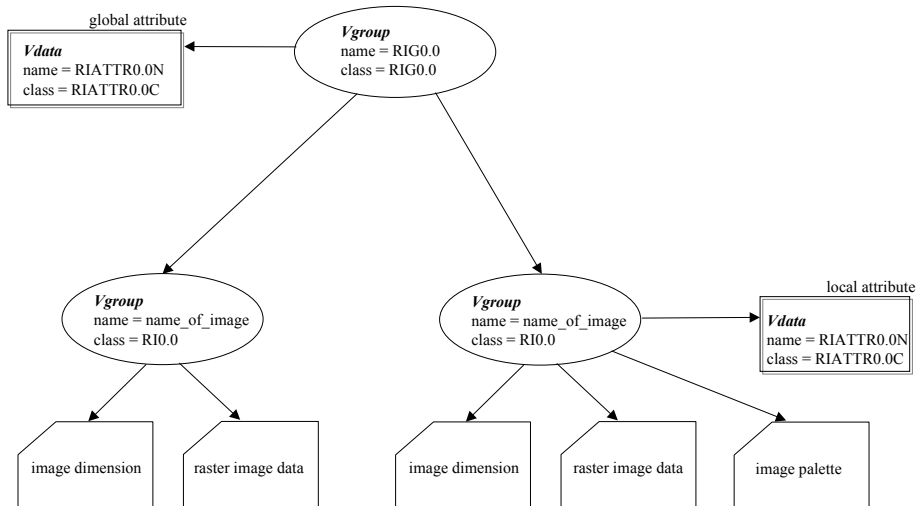 global attribute
Vdata
name = RIATTR0.0N
class = RIATTR0.0C
Vgroup
name = RIG0.0
class = RIG0.0
Vgroup
name = name_of_image
class = RI0.0
Vgroup
name = name_of_image
class = RI0.0
local attribute
Vdata
name = RIATTR0.0N
class = RIATTR0.0C
image dimension
raster image data
image dimension
raster image data
image palette